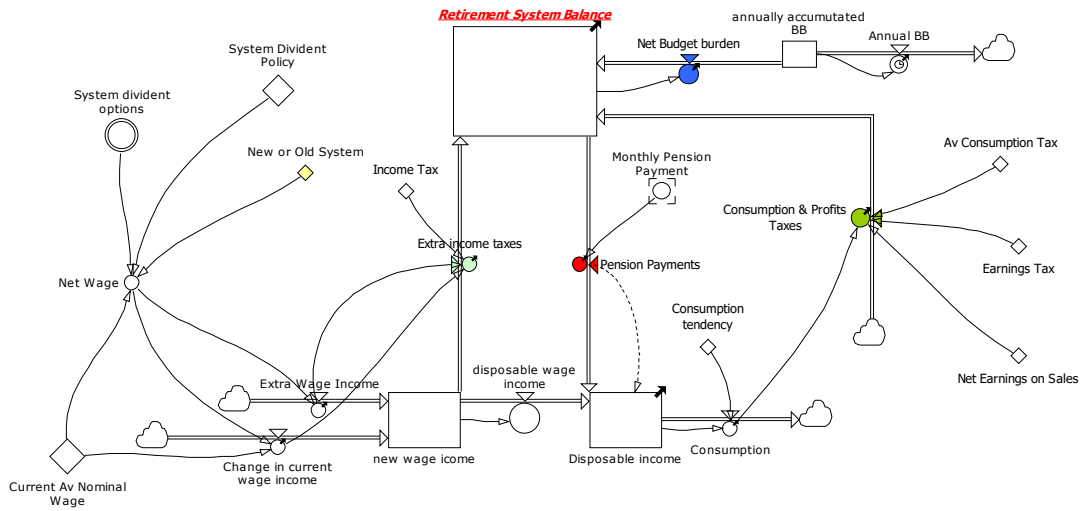 Retirement System Balance
annually accumutated
BB
Net Budget burden
Annual BB
System Divident
Policy
System divident
options
New or Old System
Income Tax
Monthly Pension
Payment
Av Consumption Tax
Consumption & Profits
Taxes
Extra income taxes
Pension Payments
Earnings Tax
Net Wage
Consumption
tendency
disposable wage
income
Extra Wage Income
Net Earnings on Sales
new wage icome
Disposable income
Consumption
Change in current
wage income
Current Av Nominal
Wage